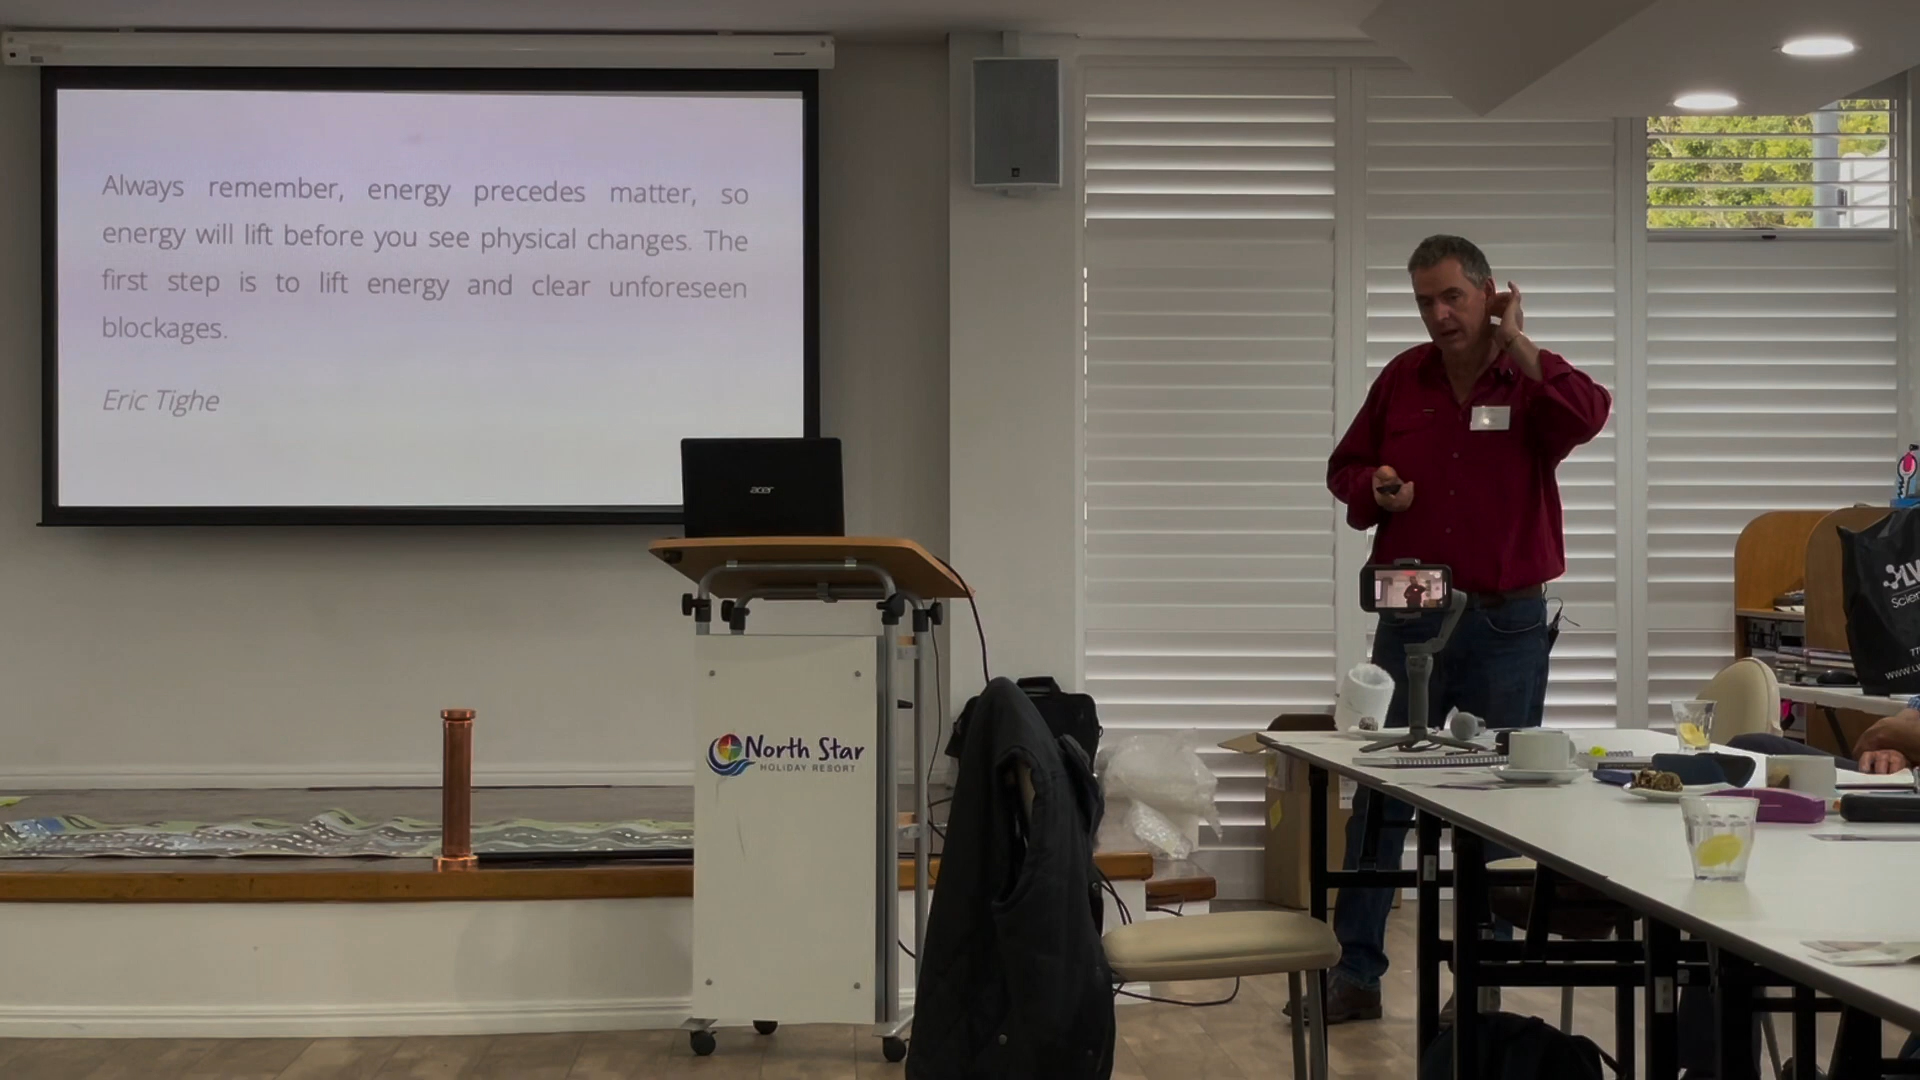 Always remember, energy precedes matter, so
energy will lift before you see physical changes. The
first step is to lift energy and clear unforeseen
blockages.
Eric Tighe
acer
North Star
HOLIDAY RESORT